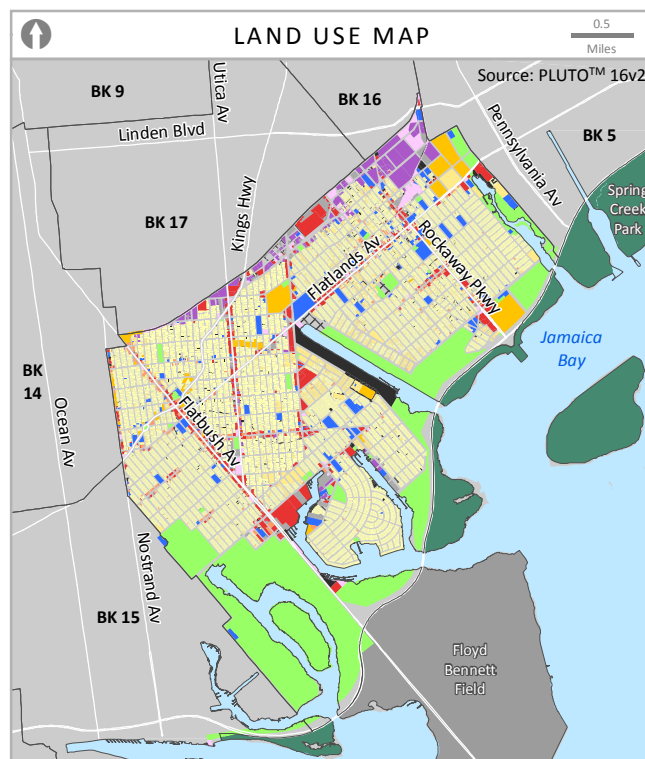 LAND USE MAP
0.5
Miles
Source: PLUTO™ 16v2
BK 9
Utica Av
BK 16
Pennsylvania Av
BK 5
Linden Blvd
Spring
Creek
Park
BK 17
Kings Hwy
Rockaway Pkwy
Flatlands Av
Jamaica
Bay
BK
14
Ocean Av
Flatbush Av
Nostrand Av
BK 15
Floyd
Bennett
Field